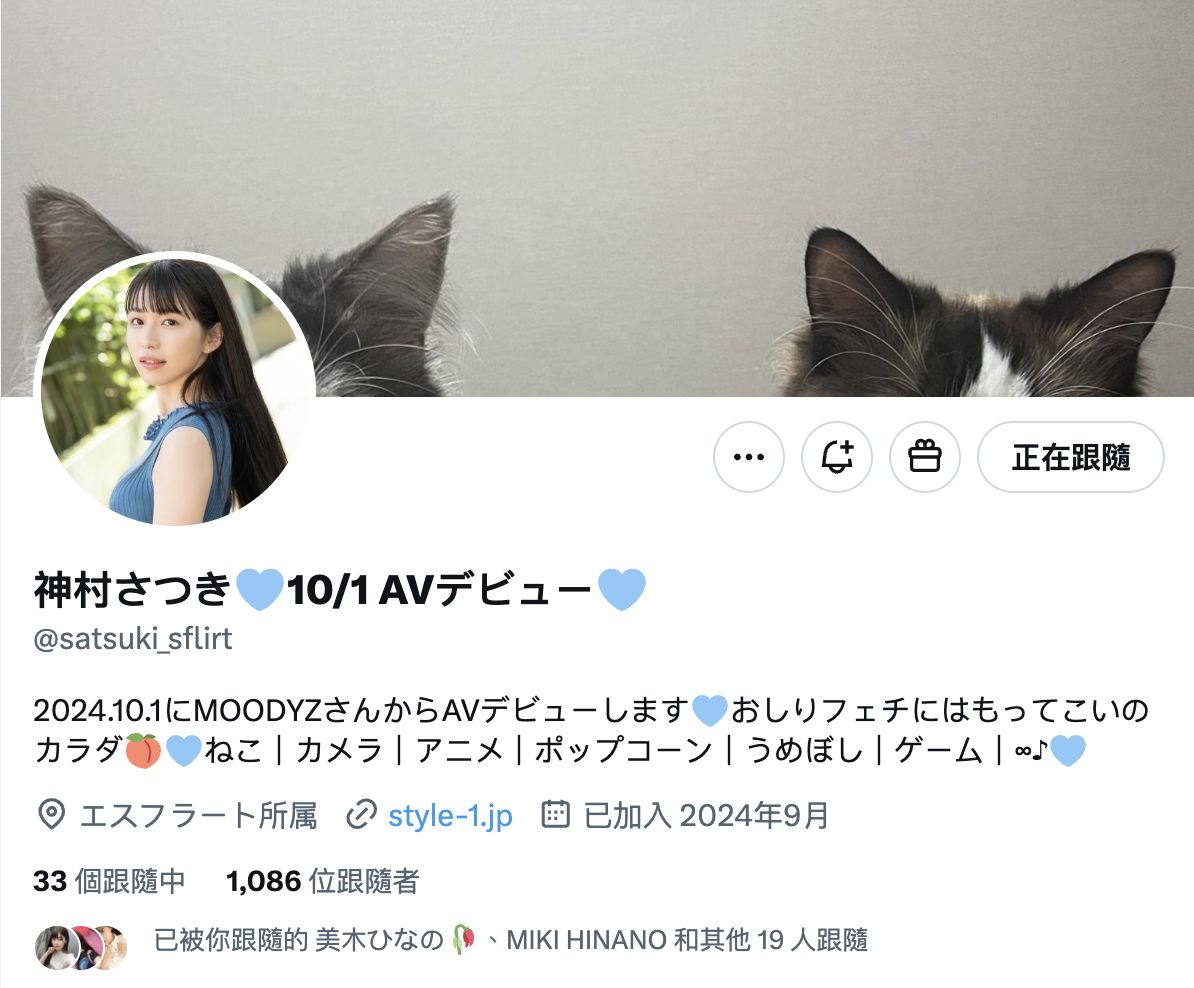 正在跟隨
神村さつき🩵10/1 AVデビュー🩵
@satsuki_sflirt
2024.10.1にMOODYZさんからAVデビューします🩵おしりフェチにはもってこいの
カラダ🍑🩵ねこ｜カメラ｜アニメ｜ポップコーン｜うめぼし｜ゲーム｜∞♪🩵
エスフラート所属 style-1.jp 已加入 2024年9月
33 個跟隨中 1,086 位跟隨者
已被你跟隨的 美木ひなの🥀、MIKI HINANO 和其他 19 人跟隨